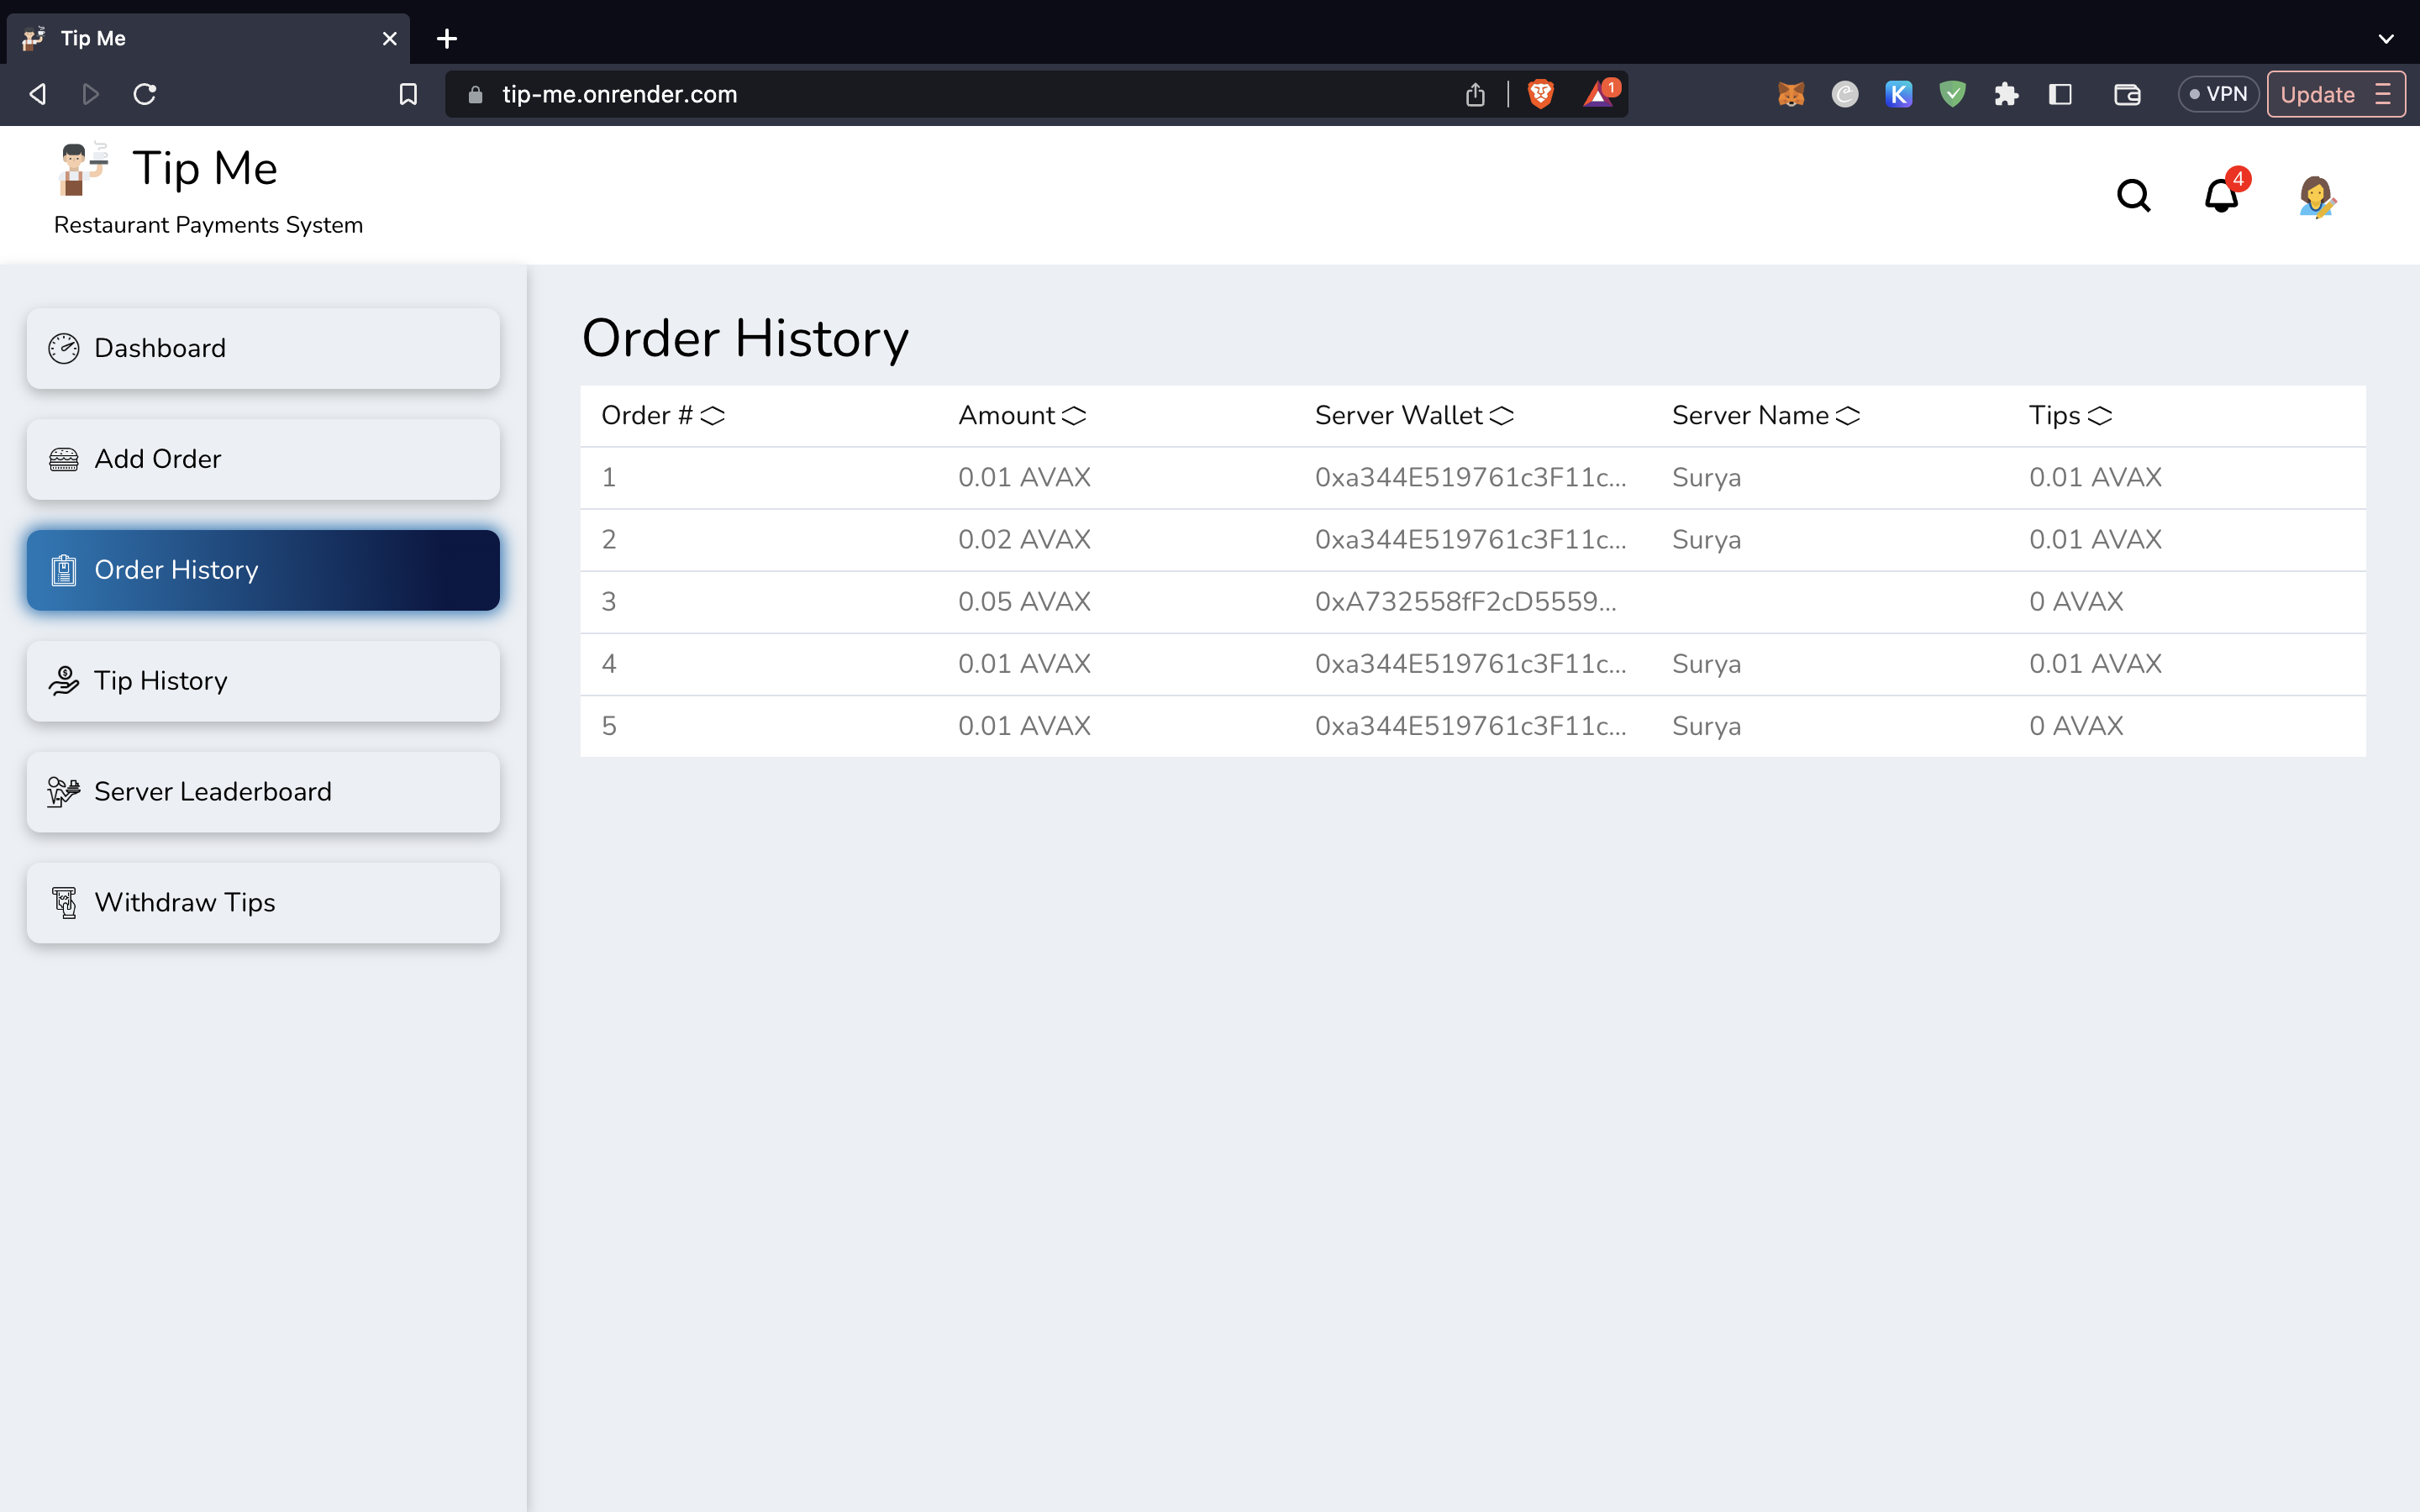 Tip Me
tip-me.onrender.com
1
K
VPN
Update
Tip Me
Restaurant Payments System
4
Dashboard
Add Order
Order History
Tip History
Server Leaderboard
Withdraw Tips
Order History
Order # Amount Server Wallet Server Name Tips
1 0.01 AVAX 0xa344E519761c3F11c... Surya 0.01 AVAX
2 0.02 AVAX 0xa344E519761c3F11c... Surya 0.01 AVAX
3 0.05 AVAX 0xA732558fF2cD5559... 0 AVAX
4 0.01 AVAX 0xa344E519761c3F11c... Surya 0.01 AVAX
5 0.01 AVAX 0xa344E519761c3F11c... Surya 0 AVAX